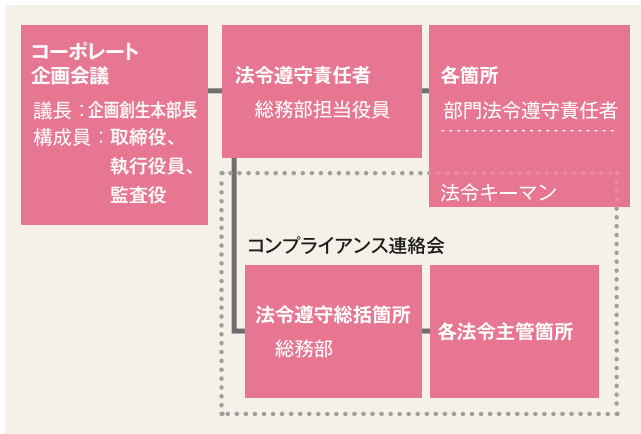 コーポレート
企画会議
議長：企画創生本部長
構成員：取締役、
執行役員、
監査役
法令遵守責任者
総務部担当役員
各箇所
部門法令遵守責任者
法令キーマン
コンプライアンス連絡会
法令遵守総括箇所
総務部
各法令主管箇所